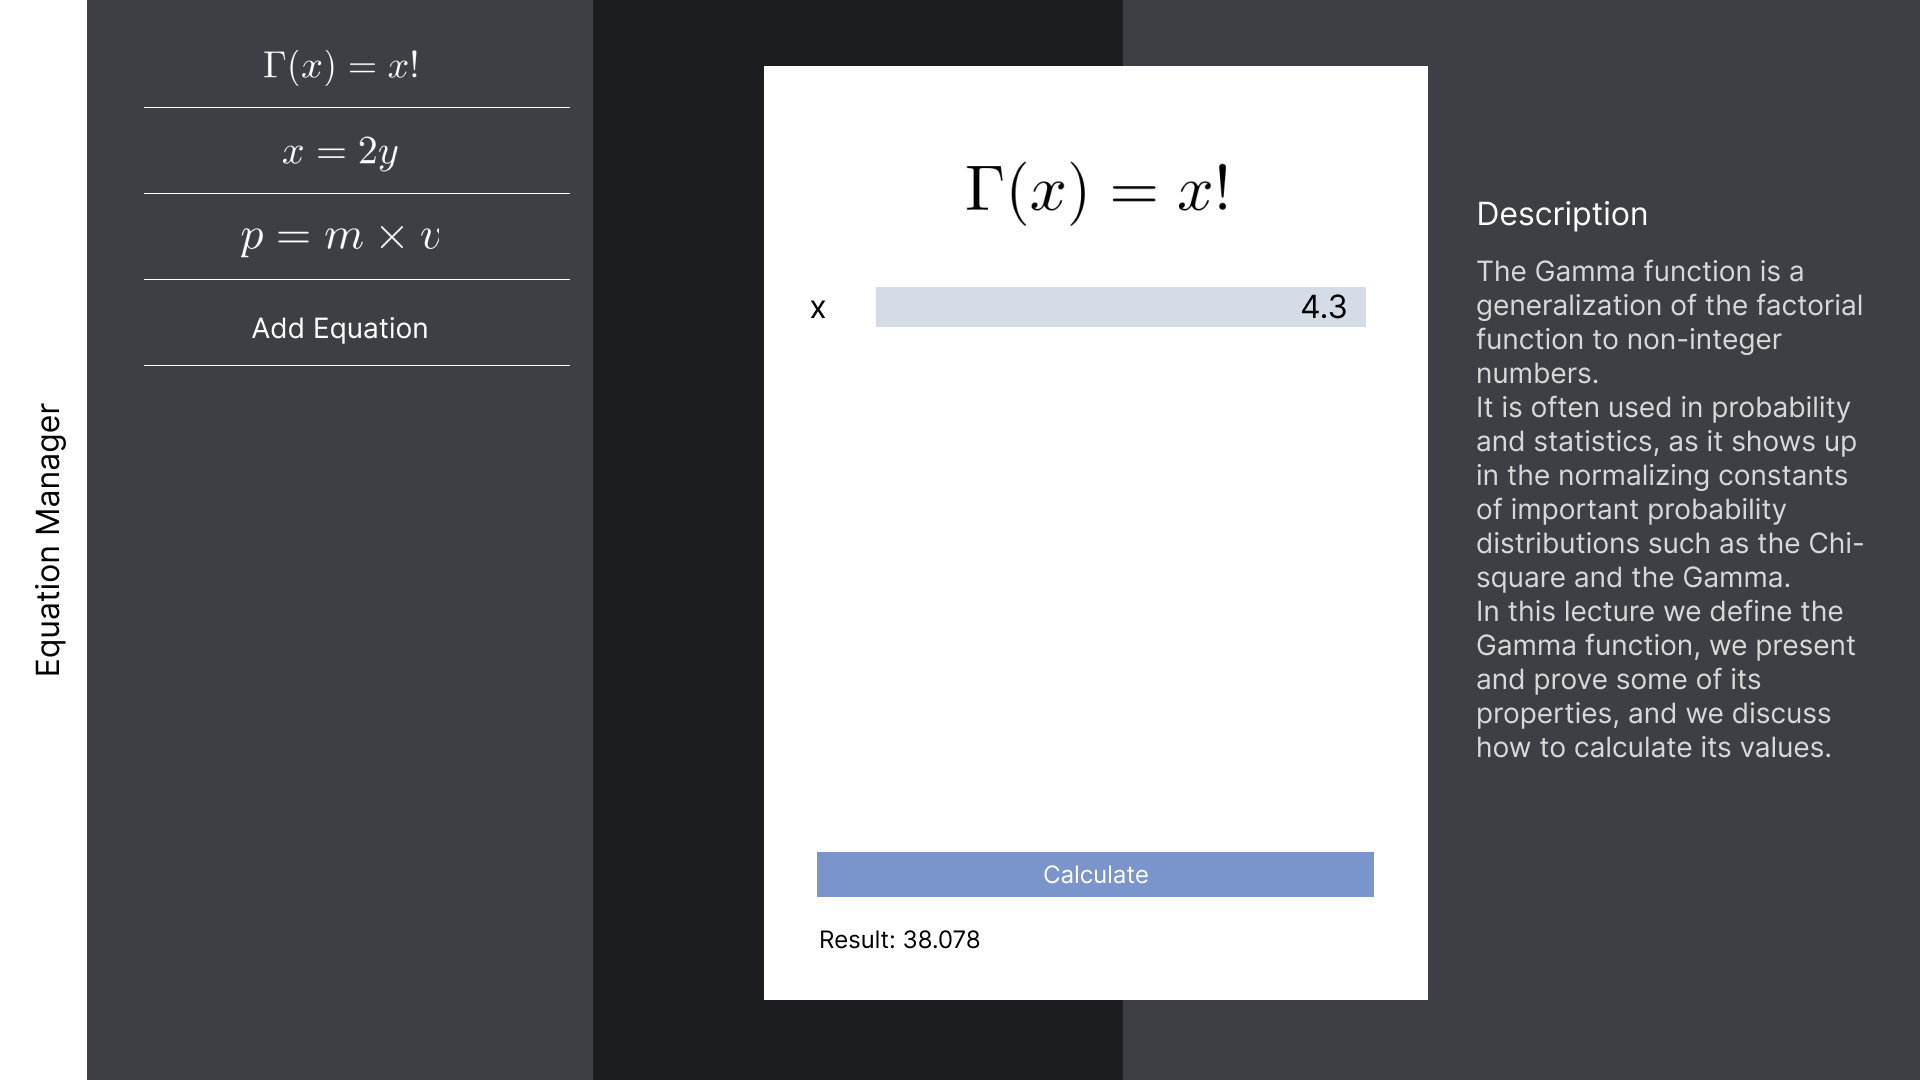 Equation Manager
Γ(x) = x!
x = 2y
p = m × v
Add Equation
Γ(x) = x!
x 4.3
Calculate
Result: 38.078
Description
The Gamma function is a
generalization of the factorial
function to non-integer
numbers.
It is often used in probability
and statistics, as it shows up
in the normalizing constants
of important probability
distributions such as the Chi-
square and the Gamma.
In this lecture we define the
Gamma function, we present
and prove some of its
properties, and we discuss
how to calculate its values.